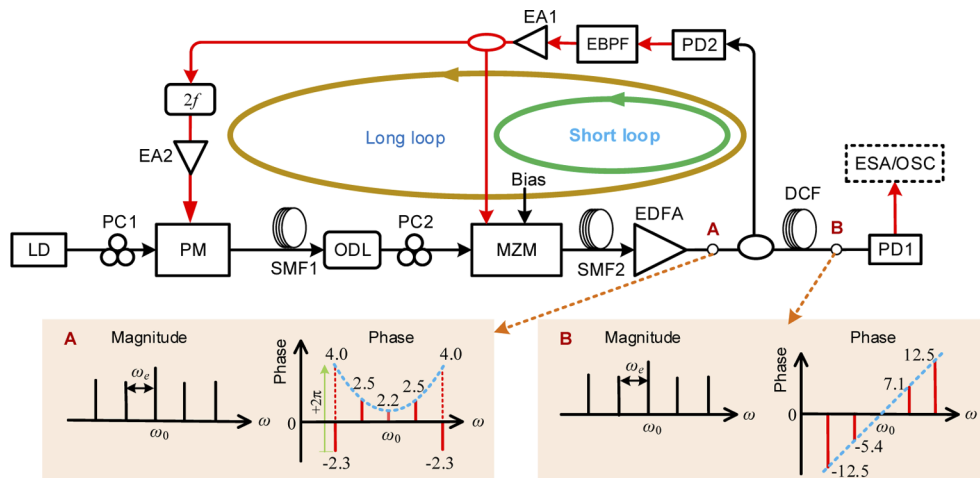 EA1
EBPF
PD2
2f
EA2
Long loop
Short loop
ESA/OSC
Bias
PC1
PC2
EDFA
A
DCF
B
LD
PM
SMF1
ODL
MZM
SMF2
PD1
A
Magnitude
ωe
ω0
ω
Phase
Phase
4.0
4.0
2.5
2.5
2.2
+2π
0
ω0
ω
-2.3
-2.3
B
Magnitude
ωe
ω0
ω
Phase
Phase
12.5
7.1
0
ω0
ω
-5.4
-12.5